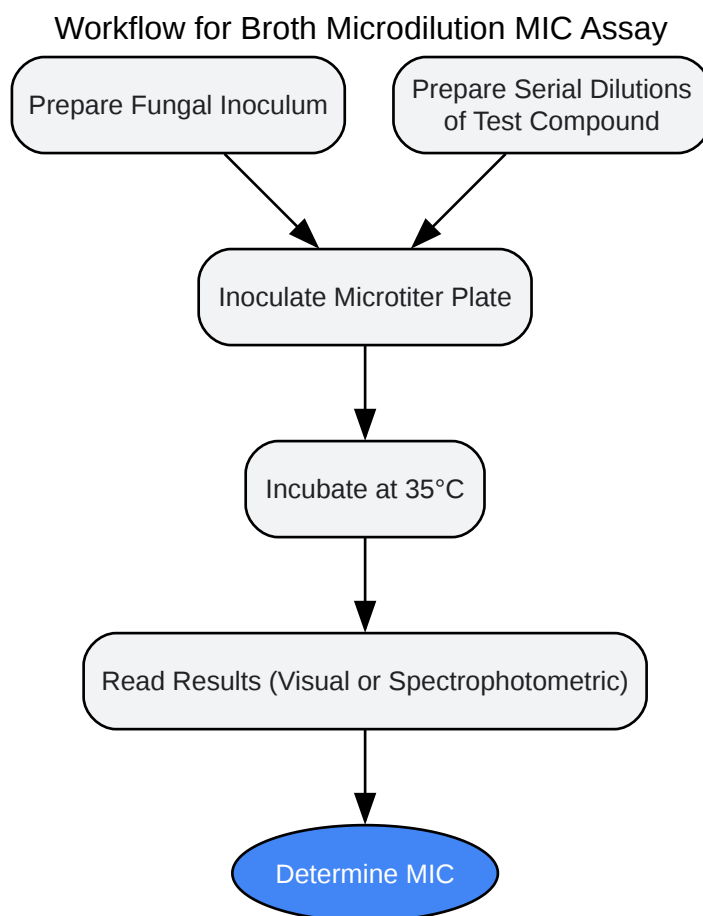 Workflow for Broth Microdilution MIC Assay
Prepare Fungal Inoculum
Prepare Serial Dilutions
of Test Compound
Inoculate Microtiter Plate
Incubate at 35°C
Read Results (Visual or Spectrophotometric)
Determine MIC